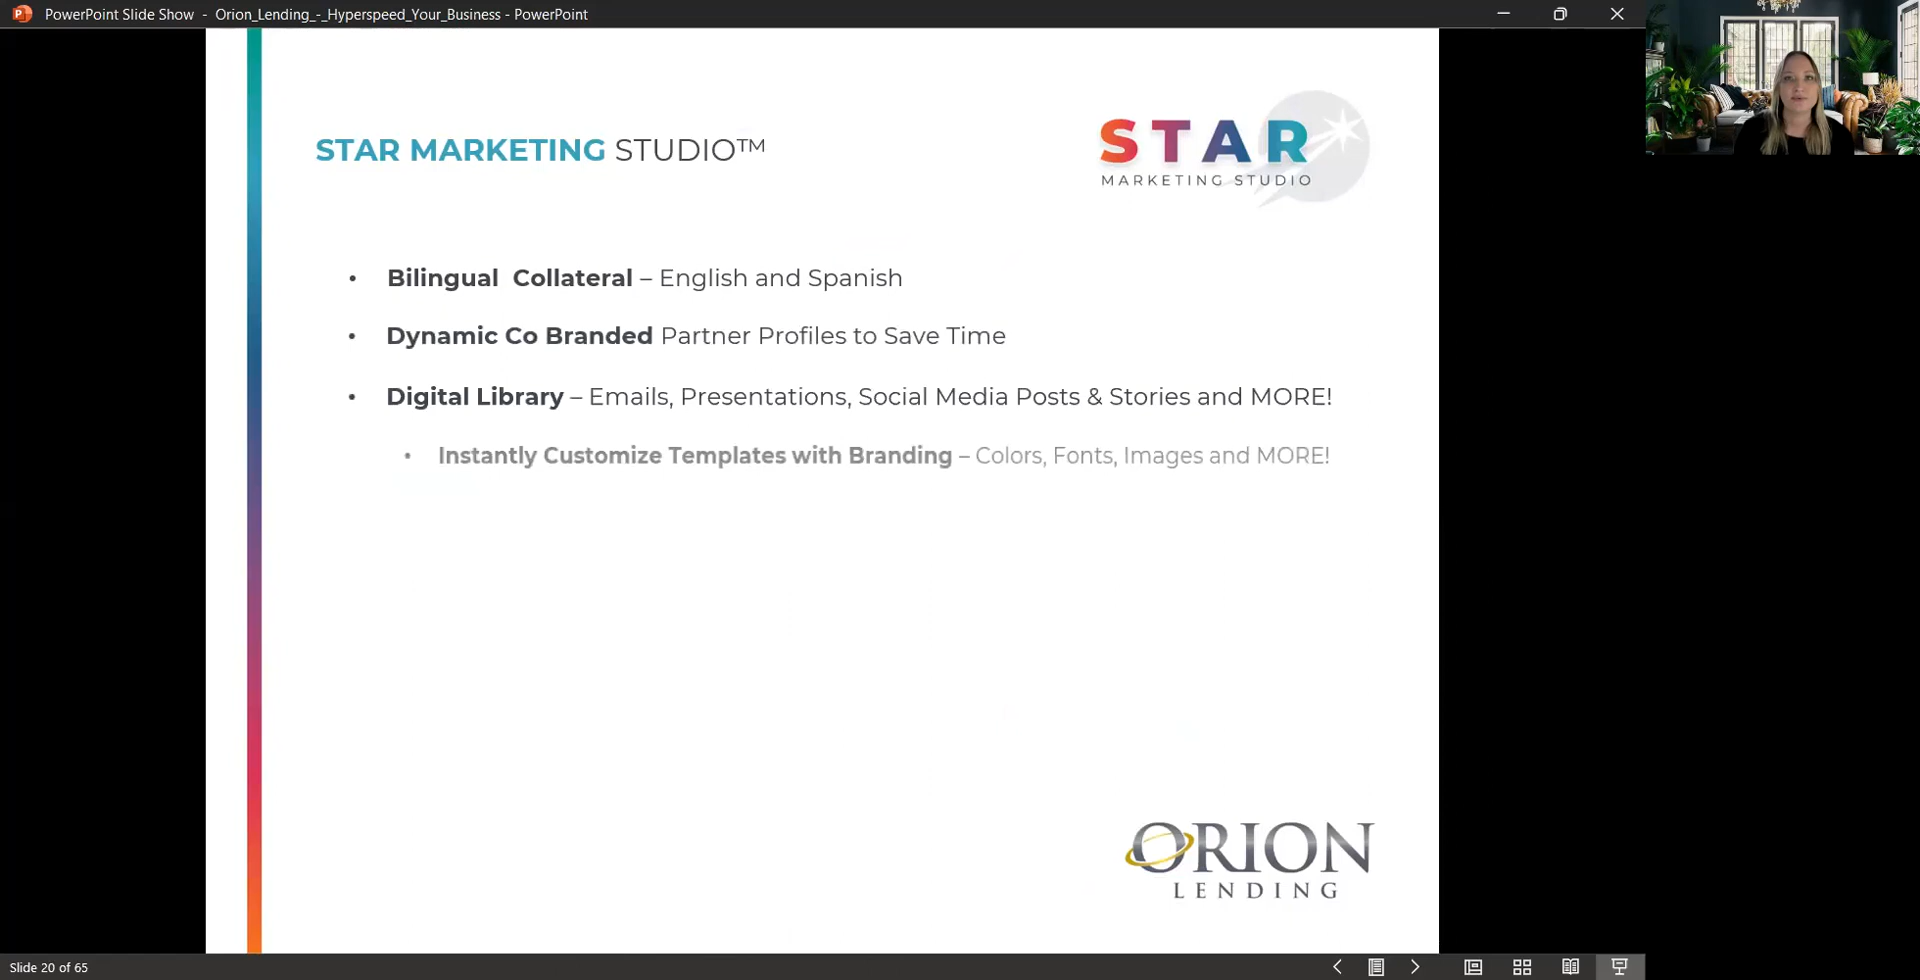 PowerPoint Slide Show - Orion_Lending_-_Hyperspeed_Your_Business - PowerPoint
STAR MARKETING STUDIO™
STAR
MARKETING STUDIO
• Bilingual  Collateral – English and Spanish
• Dynamic Co Branded Partner Profiles to Save Time
• Digital Library – Emails, Presentations, Social Media Posts & Stories and MORE!
• Instantly Customize Templates with Branding – Colors, Fonts, Images and MORE!
ORION
LENDING
Slide 20 of 65